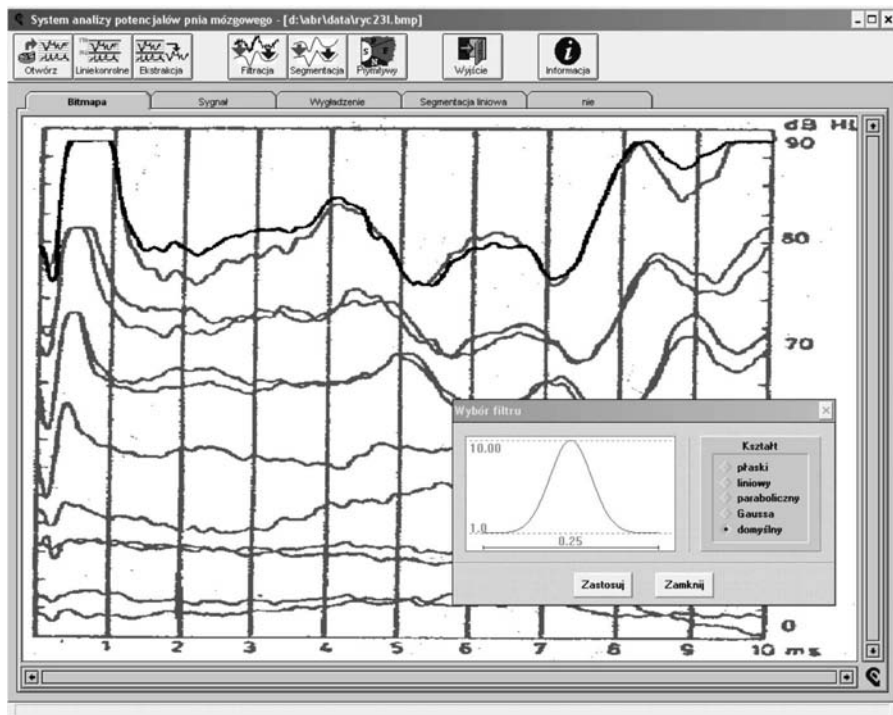 System analizy potencjałów pnia mózgowego - [d:\abr\data\ryc23l.bmp]
Otwórz Liniekonrolne Ekstrakcja Filtracja Segmentacja Wyjście Informacja
Bitmapa Sygnał Wygładzenie Segmentacja liniowa nie
dB HL
90
80
70
Wybór filtru
10.00
1.0
0.25
Kształt
płaski
liniowy
paraboliczny
Gaussa
domyślny
Zastosuj Zamknij
0
1 2 3 4 5 6 7 8 9 10 ms